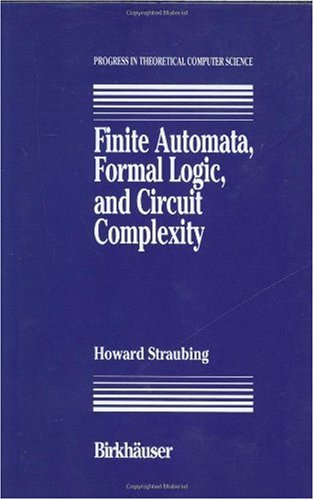 PROGRESS IN THEORETICAL COMPUTER SCIENCE
Finite Automata,
Formal Logic,
and Circuit
Complexity
Howard Straubing
Birkhäuser